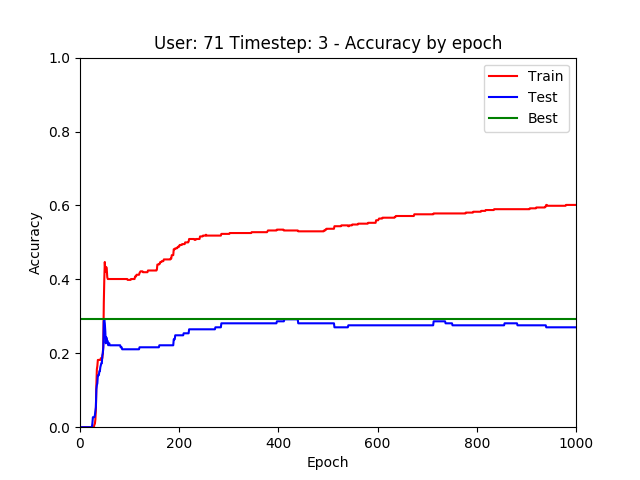 User: 71 Timestep: 3 - Accuracy by epoch
Train
Test
Best
Accuracy
1.0
0.8
0.6
0.4
0.2
0.0
0 200 400 600 800 1000
Epoch